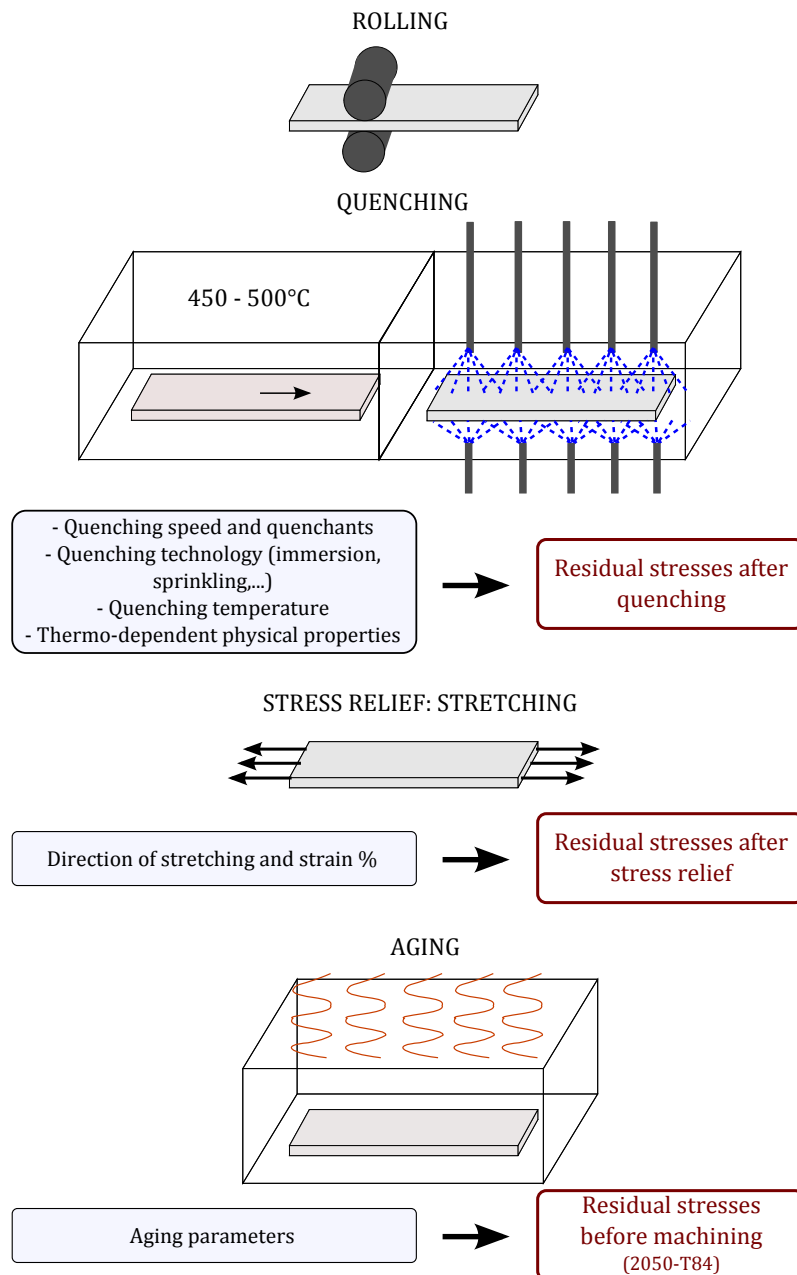 ROLLING
QUENCHING
450 - 500°C
- Quenching speed and quenchants
- Quenching technology (immersion,
sprinkling,...)
- Quenching temperature
- Thermo-dependent physical properties
Residual stresses after
quenching
STRESS RELIEF: STRETCHING
Direction of stretching and strain %
Residual stresses after
stress relief
AGING
Aging parameters
Residual stresses
before machining
(2050-T84)